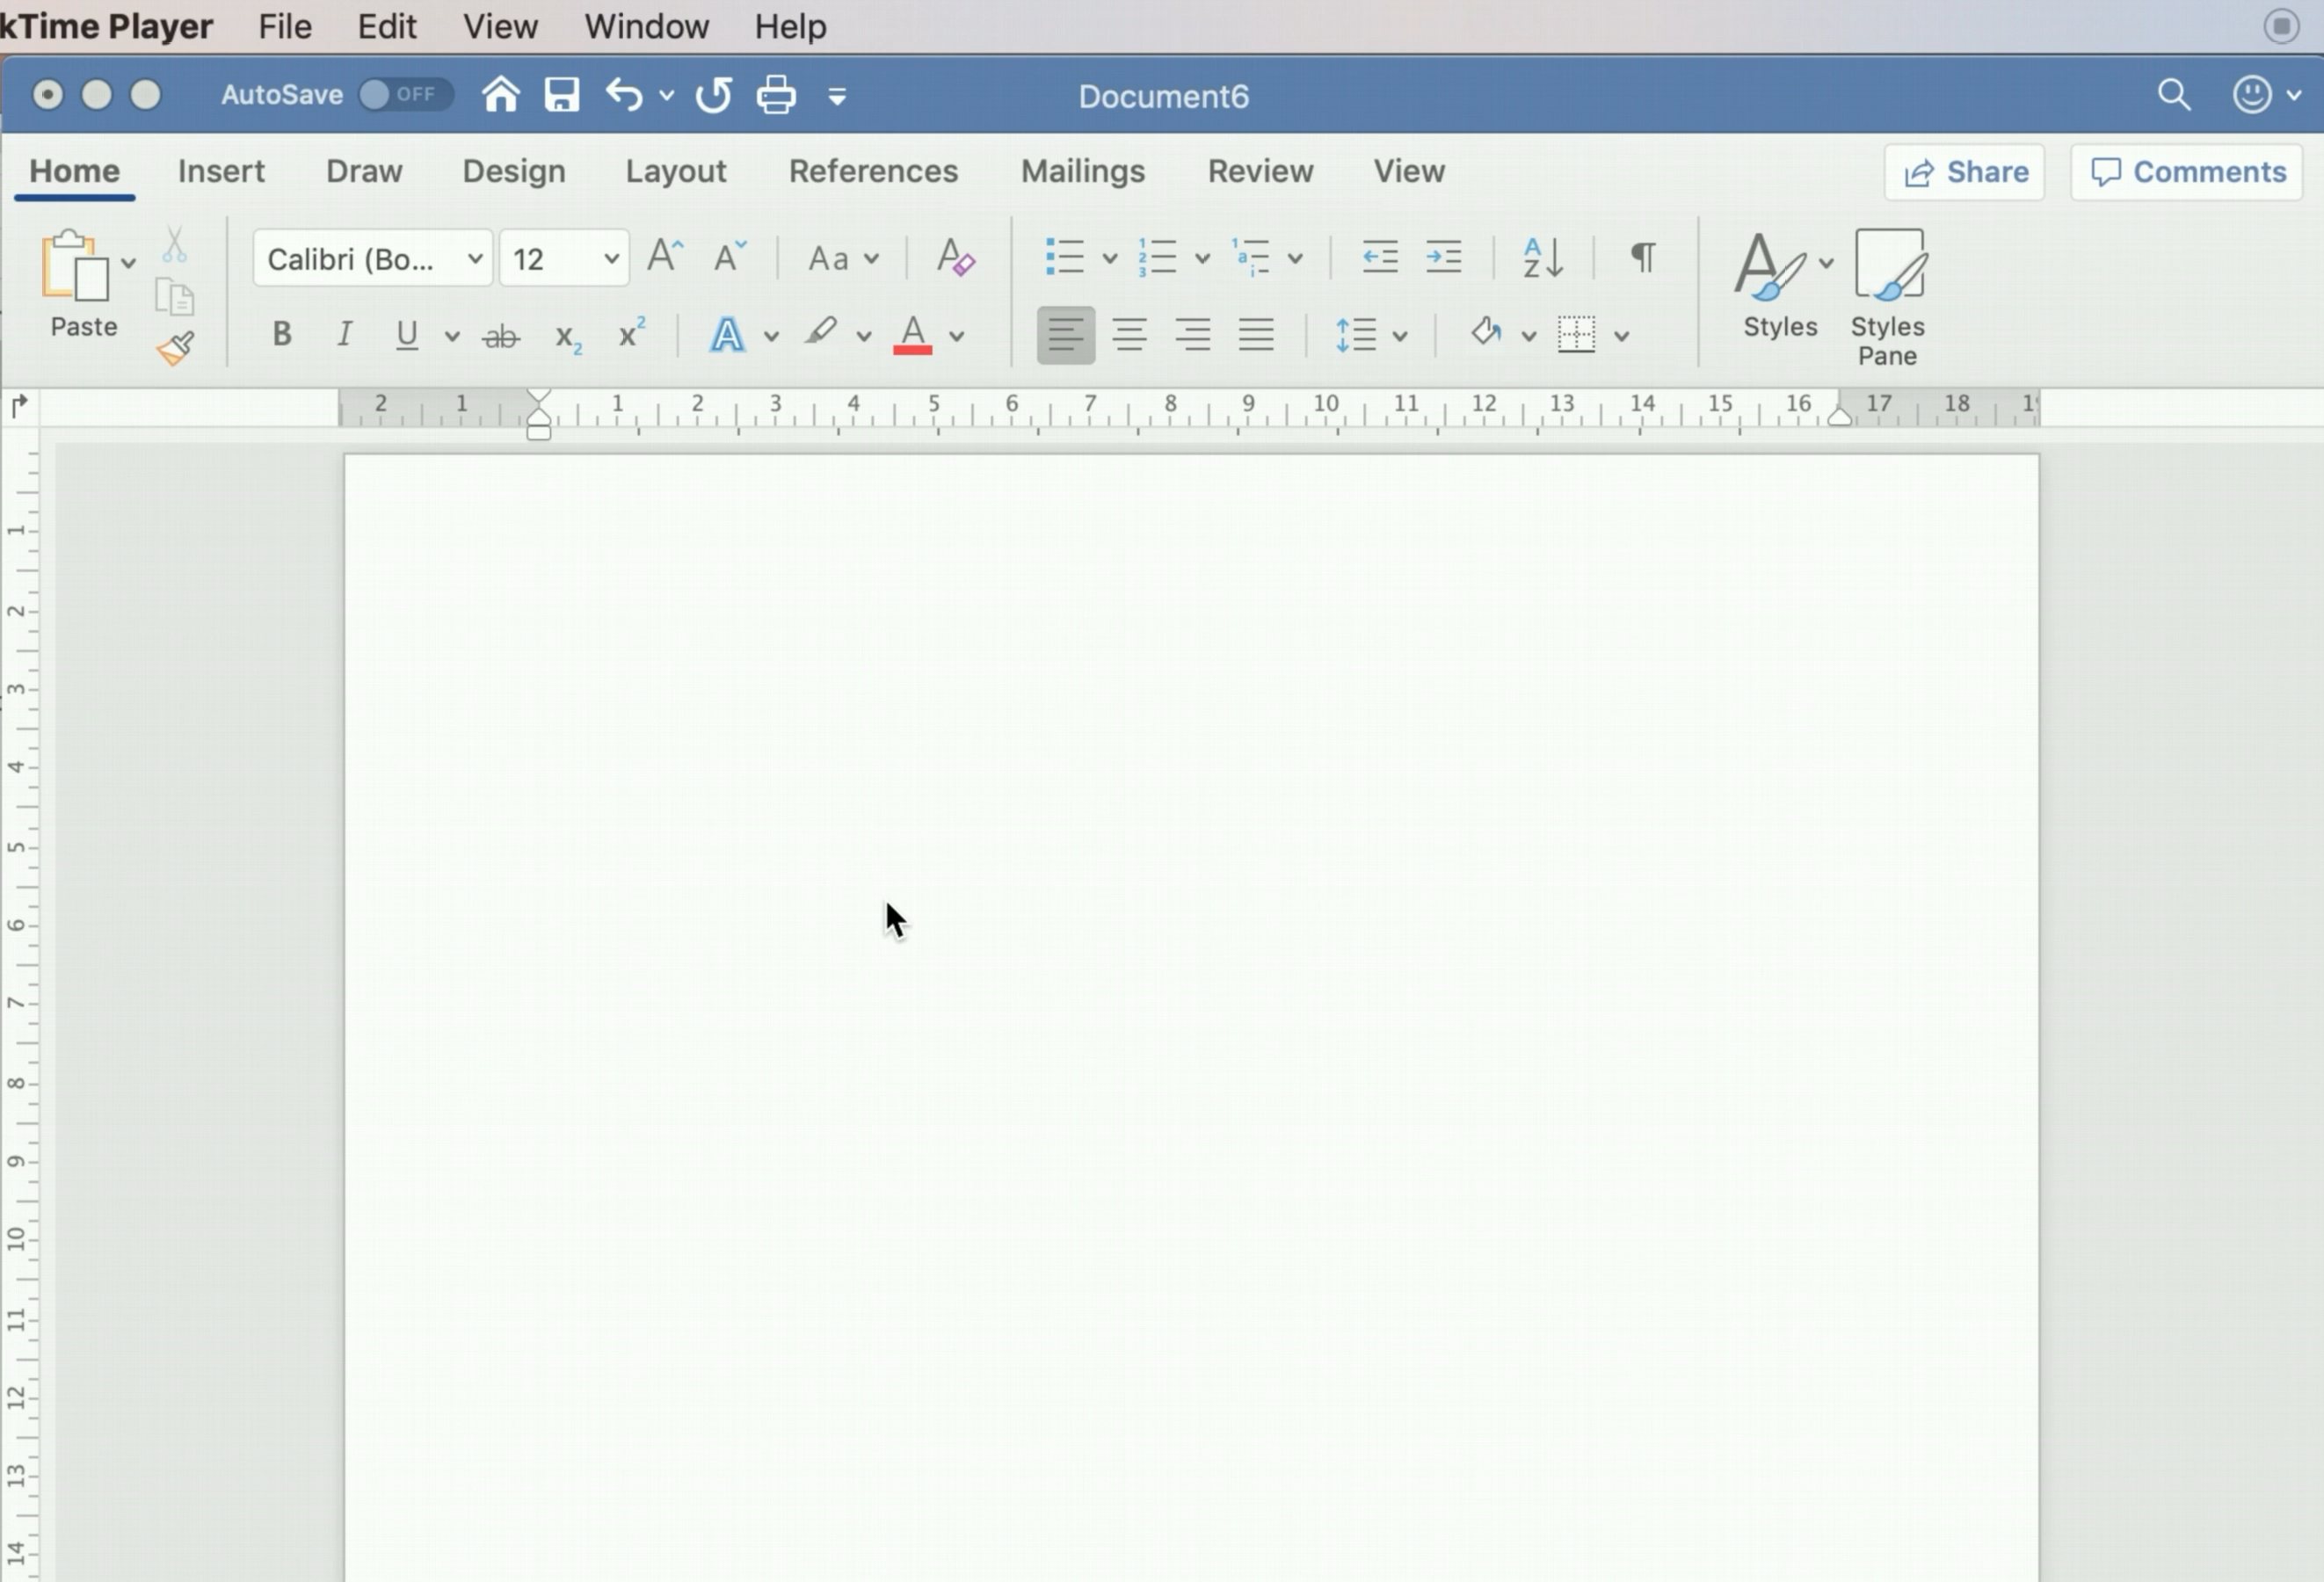 kTime Player File Edit View Window Help
AutoSave OFF Document6
Home Insert Draw Design Layout References Mailings Review View Share Comments
Paste Calibri (Bo... 12 Aa Styles Styles
Pane
2 1 1 2 3 4 5 6 7 8 9 10 11 12 13 14 15 16 17 18
1
2
3
4
5
6
7
8
9
10
11
12
13
14